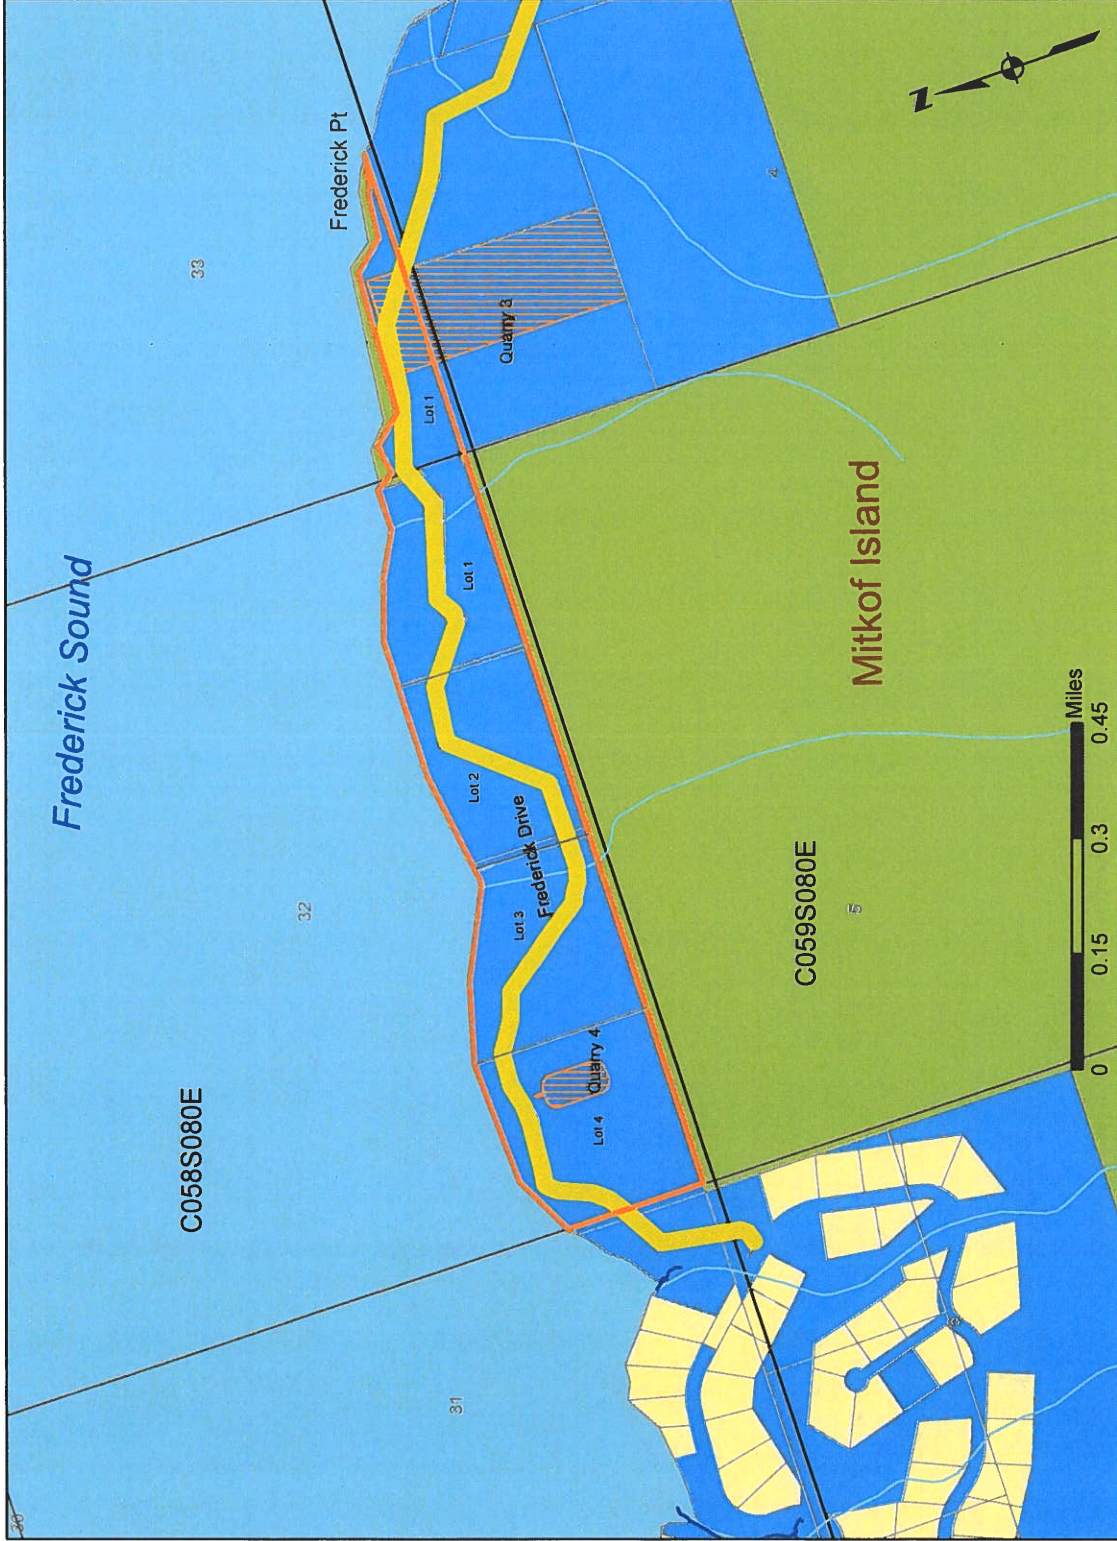 Frederick Sound
Frederick Pt
33
32
31
30
C058S080E
4
Quarry 3
Lot 1
Lot 1
Lot 2
Frederick Drive
Lot 3
Quarry 4
Lot 4
Mitkof Island
C059S080E
5
N
Miles
0 0.15 0.3 0.45